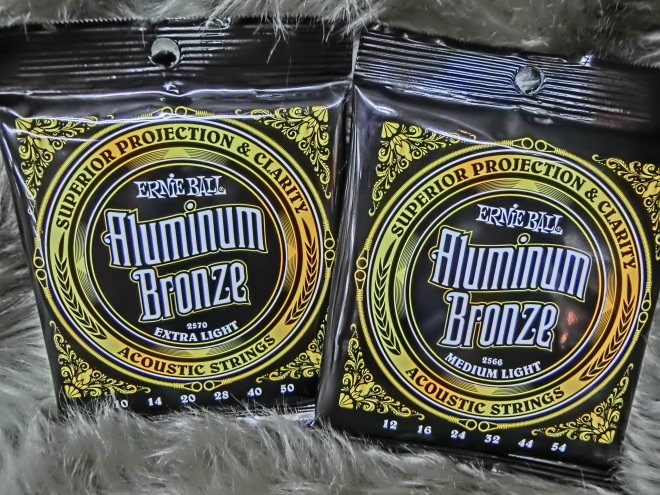 SUPERIOR PROJECTION & CLARITY
ERNIE BALL
Aluminum
Bronze
2570
EXTRA LIGHT
ACOUSTIC STRINGS
10 14 20 28 40 50
SUPERIOR PROJECTION & CLARITY
ERNIE BALL
Aluminum
Bronze
2566
MEDIUM LIGHT
ACOUSTIC STRINGS
12 16 24 32 44 54